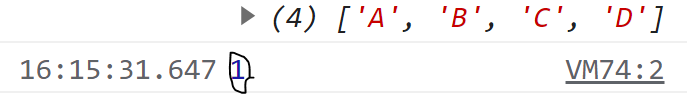 (4) ['A', 'B', 'C', 'D']
16:15:31.647 1 VM74:2